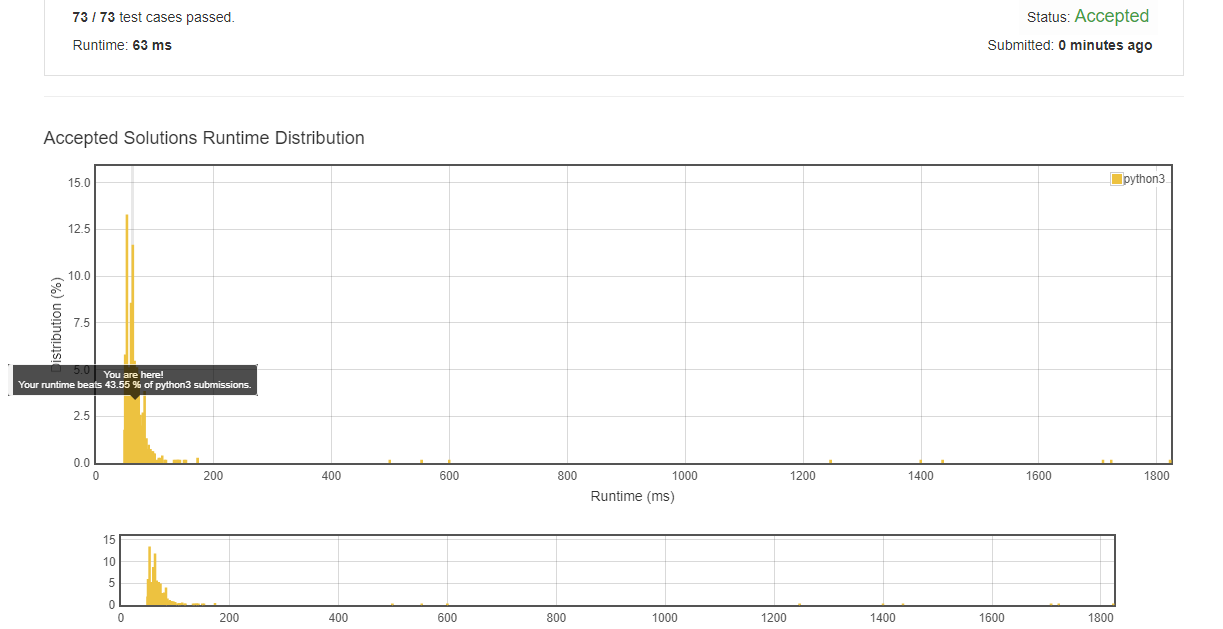 73 / 73 test cases passed.
Status: Accepted
Runtime: 63 ms
Submitted: 0 minutes ago
Accepted Solutions Runtime Distribution
python3
Distribution (%)
15.0
12.5
10.0
7.5
5.0
2.5
0.0
You are here!
Your runtime beats 43.55 % of python3 submissions.
0 200 400 600 800 1000 1200 1400 1600 1800
Runtime (ms)
15
10
5
0
0 200 400 600 800 1000 1200 1400 1600 1800